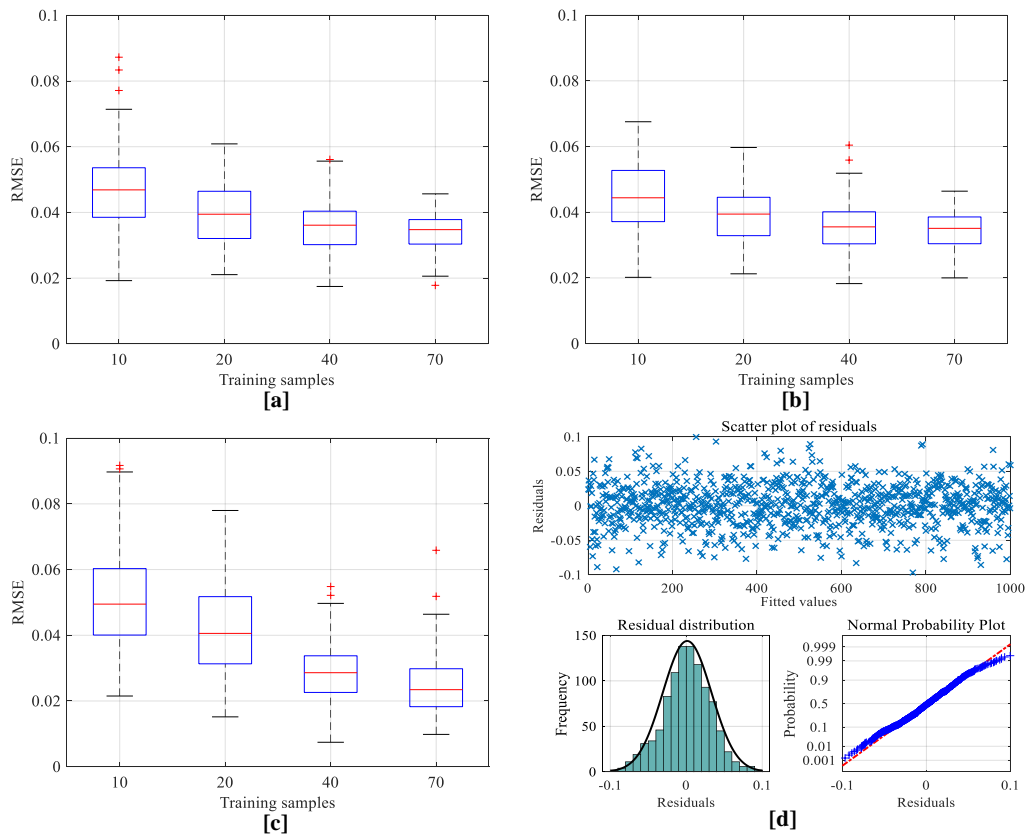 0.1
0.08
0.06
0.04
0.02
0
RMSE
10 20 40 70
Training samples
[a]
0.1
0.08
0.06
0.04
0.02
0
RMSE
10 20 40 70
Training samples
[b]
0.1
0.08
0.06
0.04
0.02
0
RMSE
10 20 40 70
Training samples
[c]
Scatter plot of residuals
0.1
0.05
0
-0.05
-0.1
Residuals
0 200 400 600 800 1000
Fitted values
Residual distribution
150
100
50
0
Frequency
-0.1 0 0.1
Residuals
Normal Probability Plot
0.999
0.99
0.9
0.5
0.1
0.01
0.001
Probability
-0.1 0 0.1
Residuals
[d]